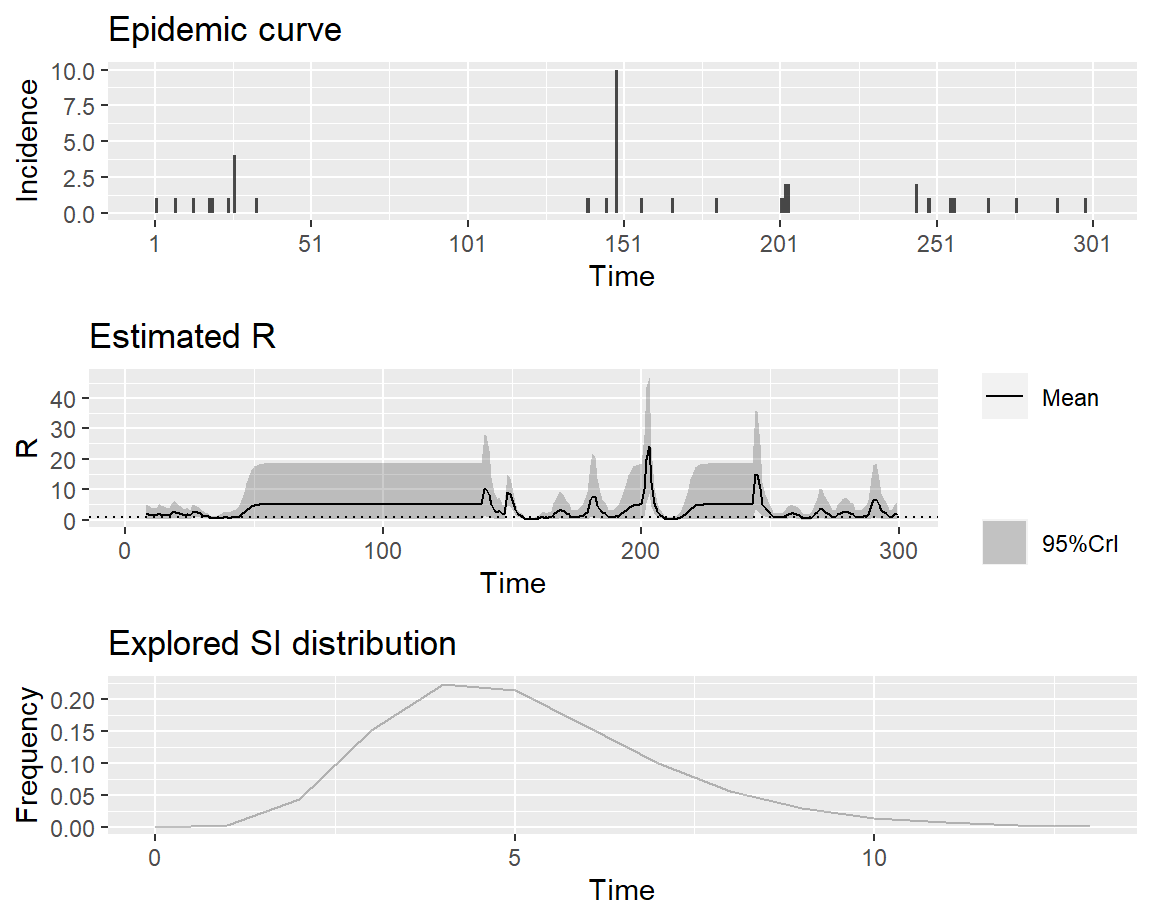 Epidemic curve
Incidence
10.0
7.5
5.0
2.5
0.0
1 51 101 151 201 251 301
Time
Estimated R
R
40
30
20
10
0
0 100 200 300
Time
Mean
95%CrI
Explored SI distribution
Frequency
0.20
0.15
0.10
0.05
0.00
0 5 10
Time